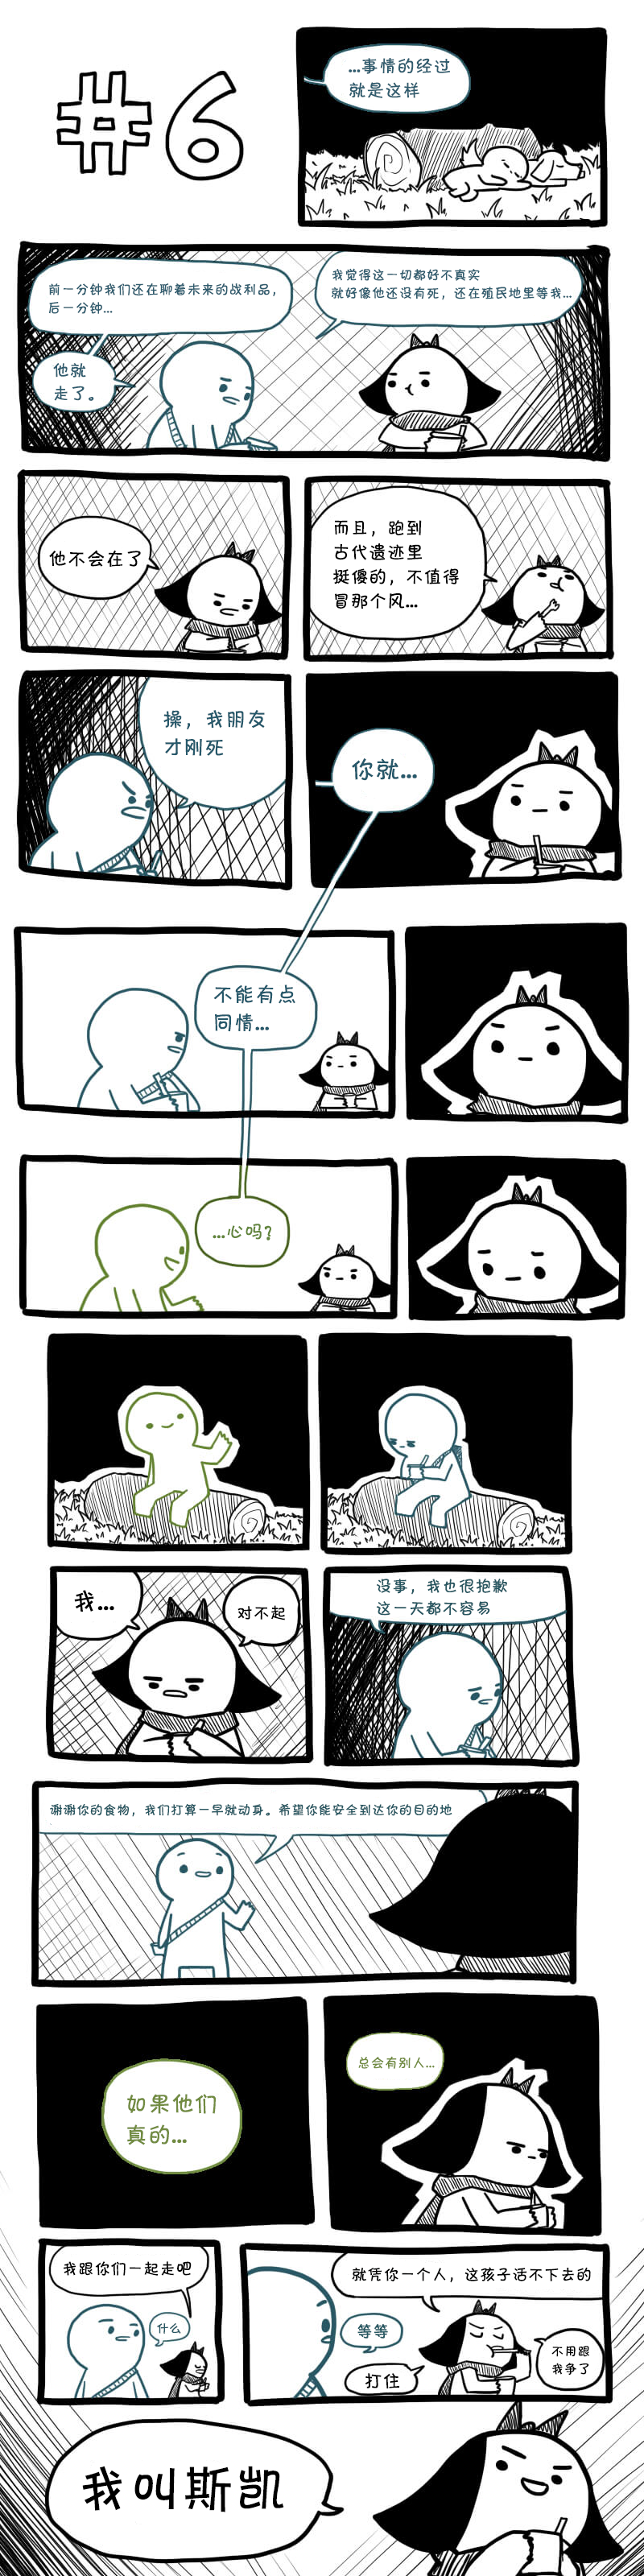 #6
...事情的经过
就是这样
前一分钟我们还在聊着未来的战利品，
后一分钟...
他就
走了。
我觉得这一切都好不真实
就好像他还没有死，还在殖民地里等我...
他不会在了
而且，跑到
古代遗迹里
挺傻的，不值得
冒那个风...
操，我朋友
才刚死
你就...
不能有点
同情...
...心吗？
我...
对不起
没事，我也很抱歉
这一天都不容易
谢谢你的食物，我们打算一早就动身。希望你能安全到达你的目的地
如果他们
真的...
总会有别人...
我跟你们一起走吧
什么
就凭你一个人，这孩子活不下去的
等等
打住
不用跟
我争了
我叫斯凯